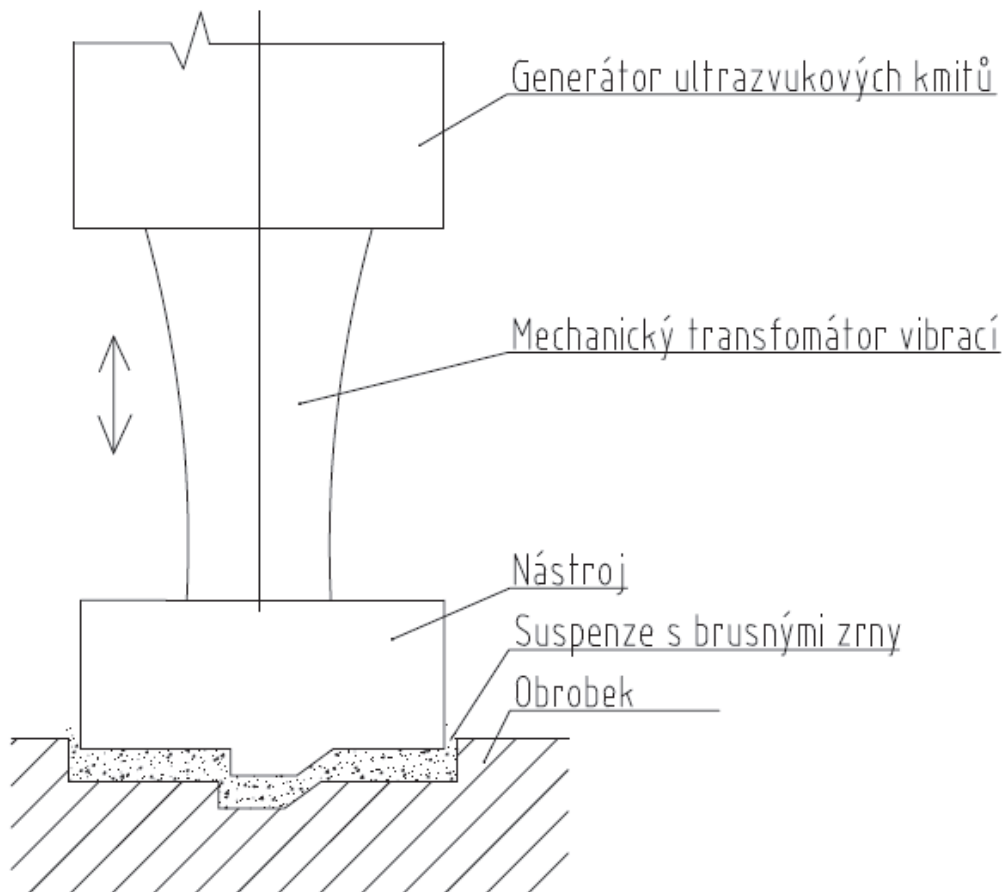 Generátor ultrazvukových kmitů
Mechanický transfomátor vibrací
Nástroj
Suspenze s brusnými zrny
Obrobek